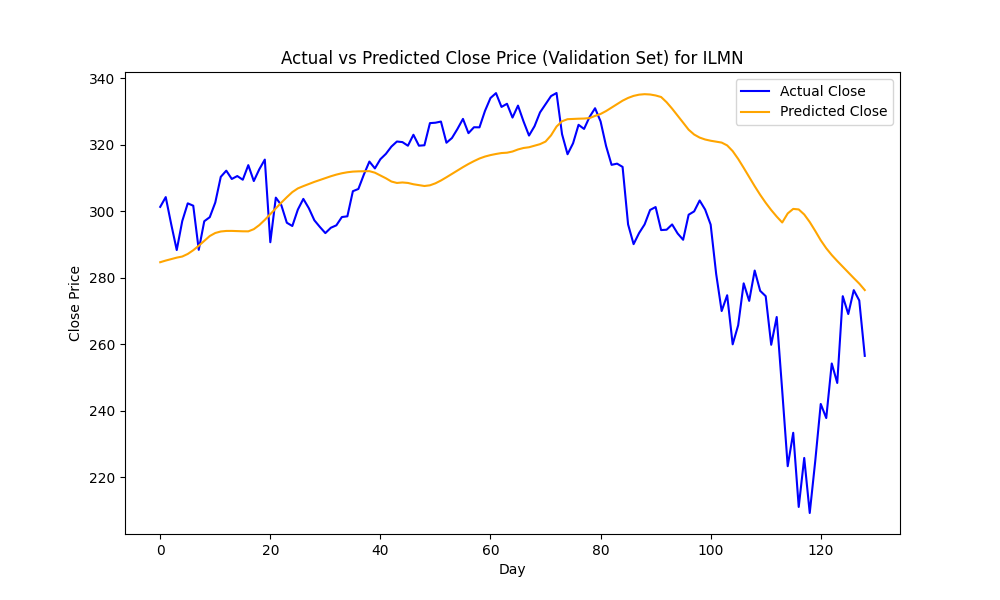 Actual vs Predicted Close Price (Validation Set) for ILMN
Actual Close
Predicted Close
Close Price
340
320
300
280
260
240
220
0 20 40 60 80 100 120
Day